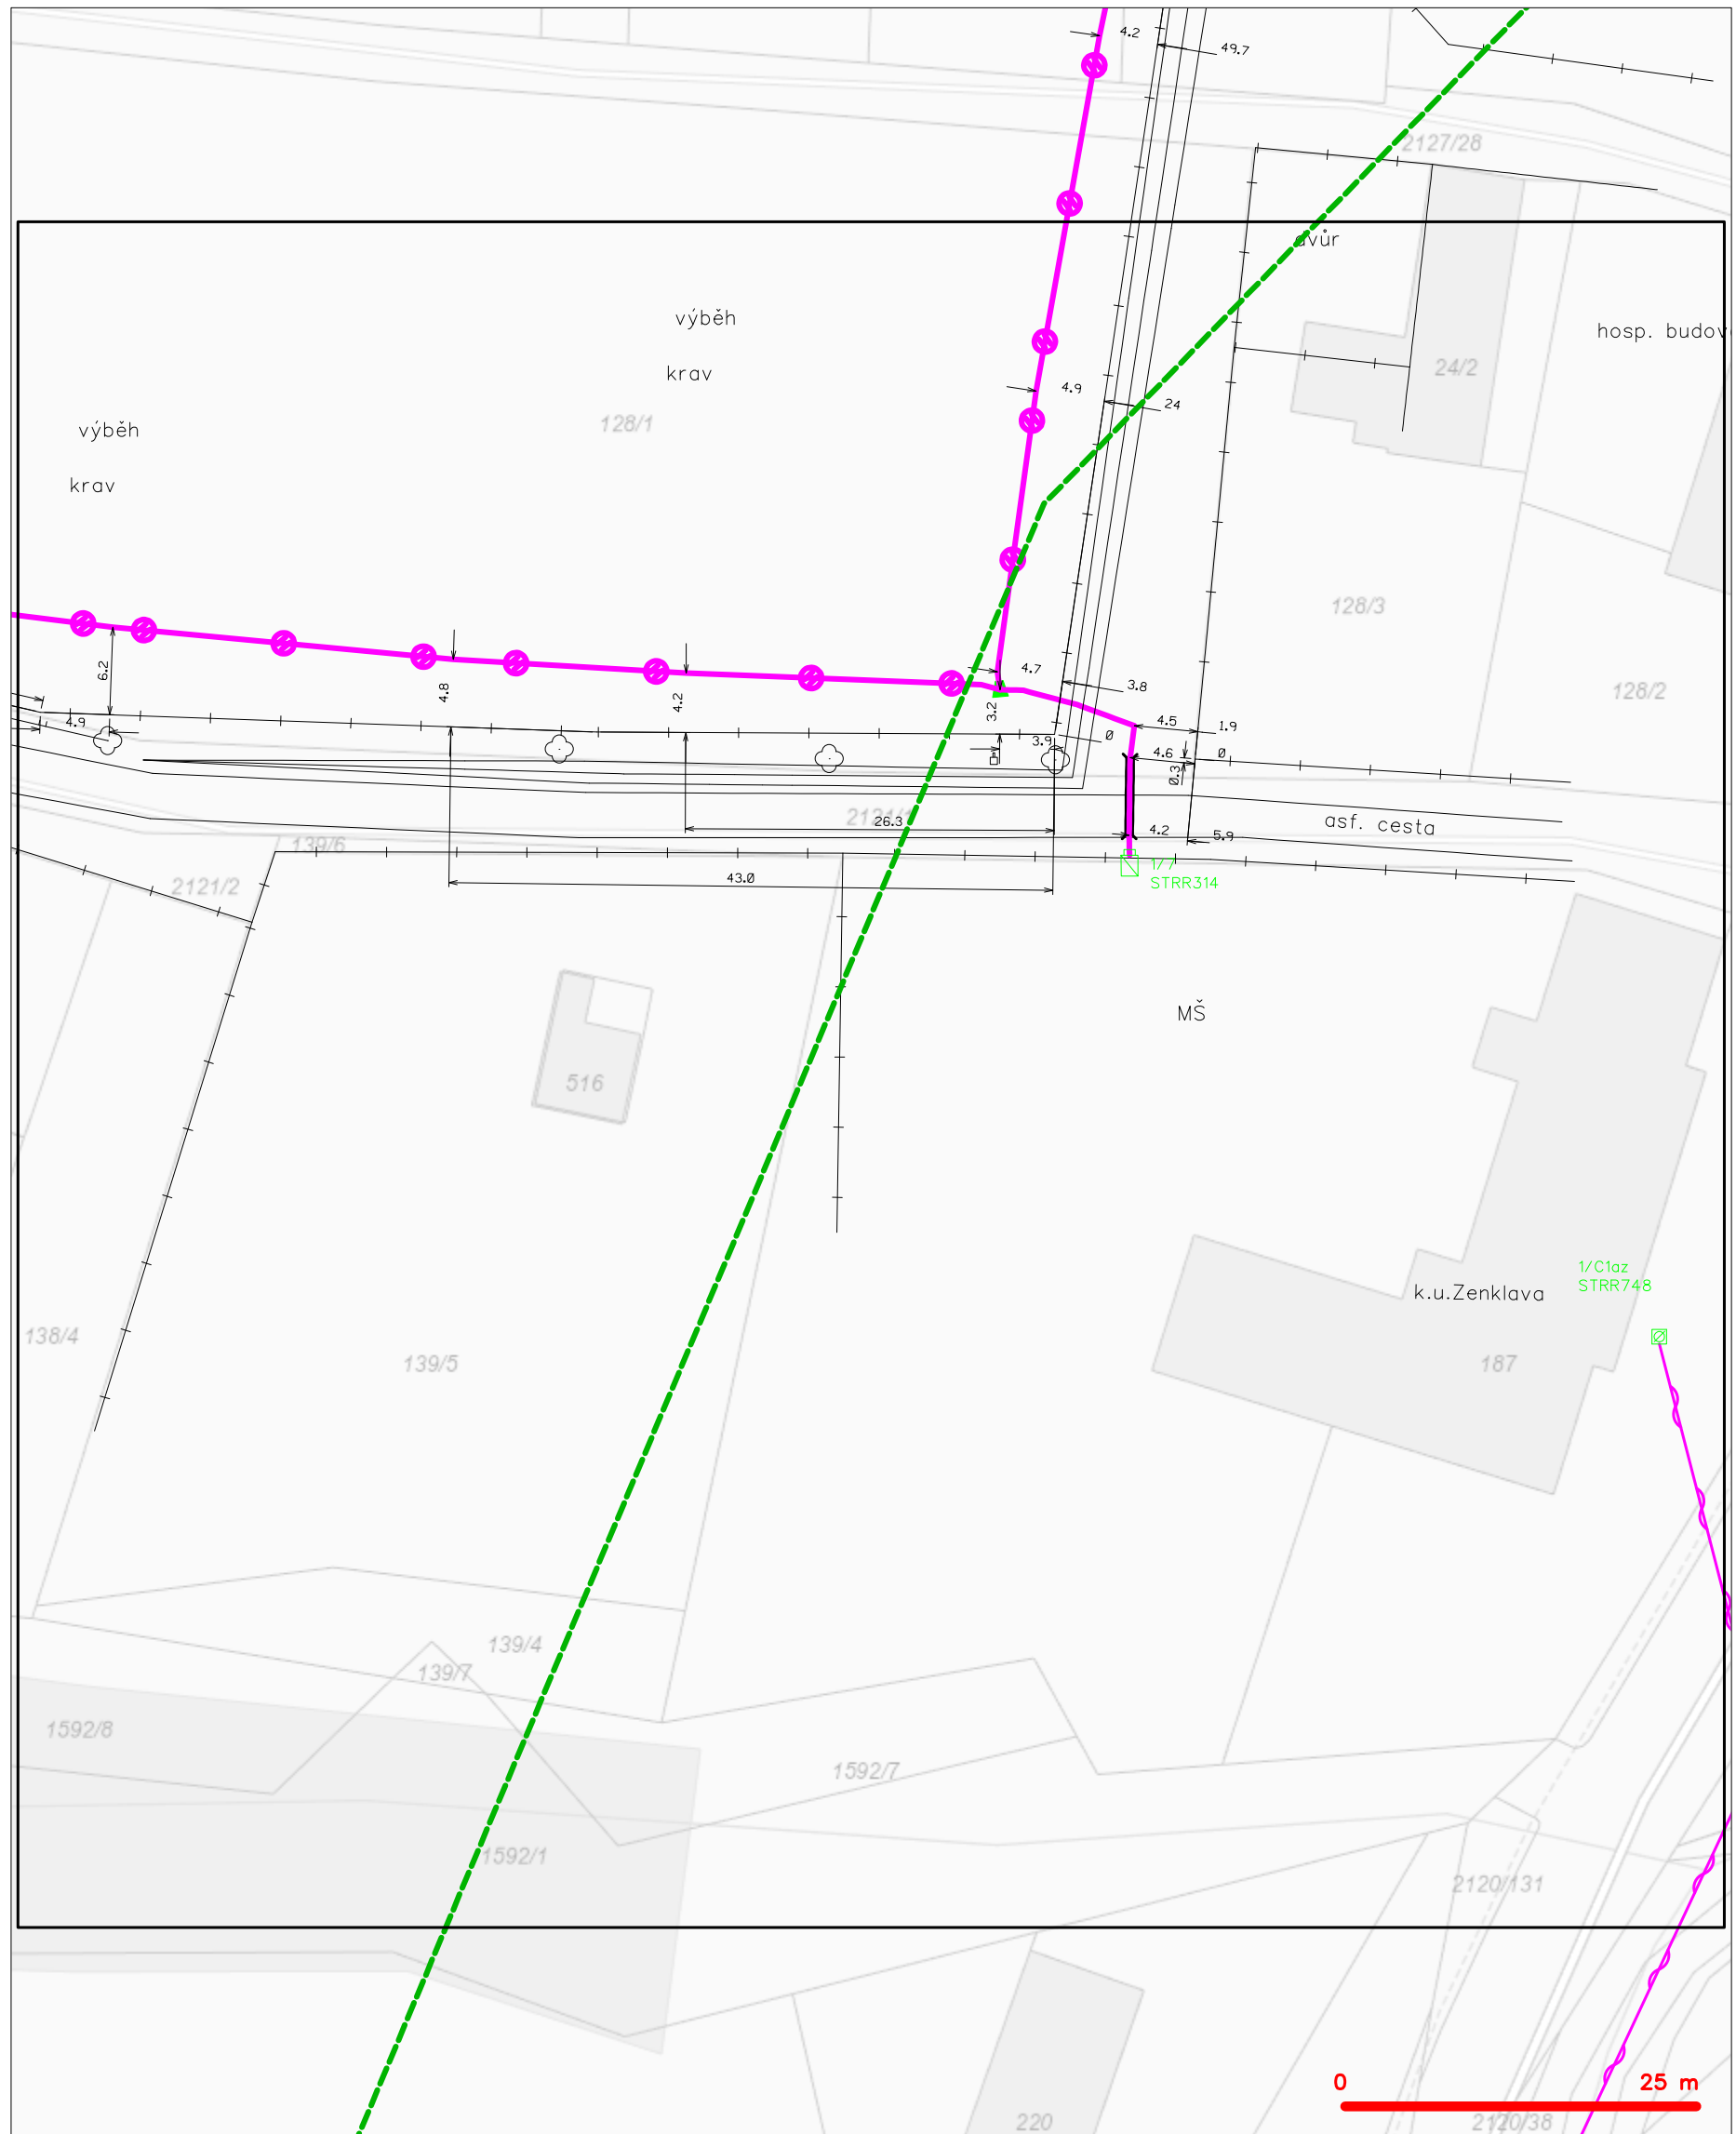 4.2
49.7
2127/28
dvůr
výběh
hosp. budov
24/2
krav
4.9
24
128/1
výběh
krav
128/3
6.2
4.7
3.8
128/2
4.8
4.2
3.2
4.9
4.5
1.9
3.9
Ø
4.6
Ø
Ø.3
2121/1
26.3
asf. cesta
4.2
5.9
139/6
1/7
STRR314
2121/2
43.Ø
MŠ
516
1/C1az
STRR748
k.u.Zenklava
138/4
139/5
187
139/4
139/7
1592/8
1592/7
1592/1
2120/131
0
25 m
220
2120/38